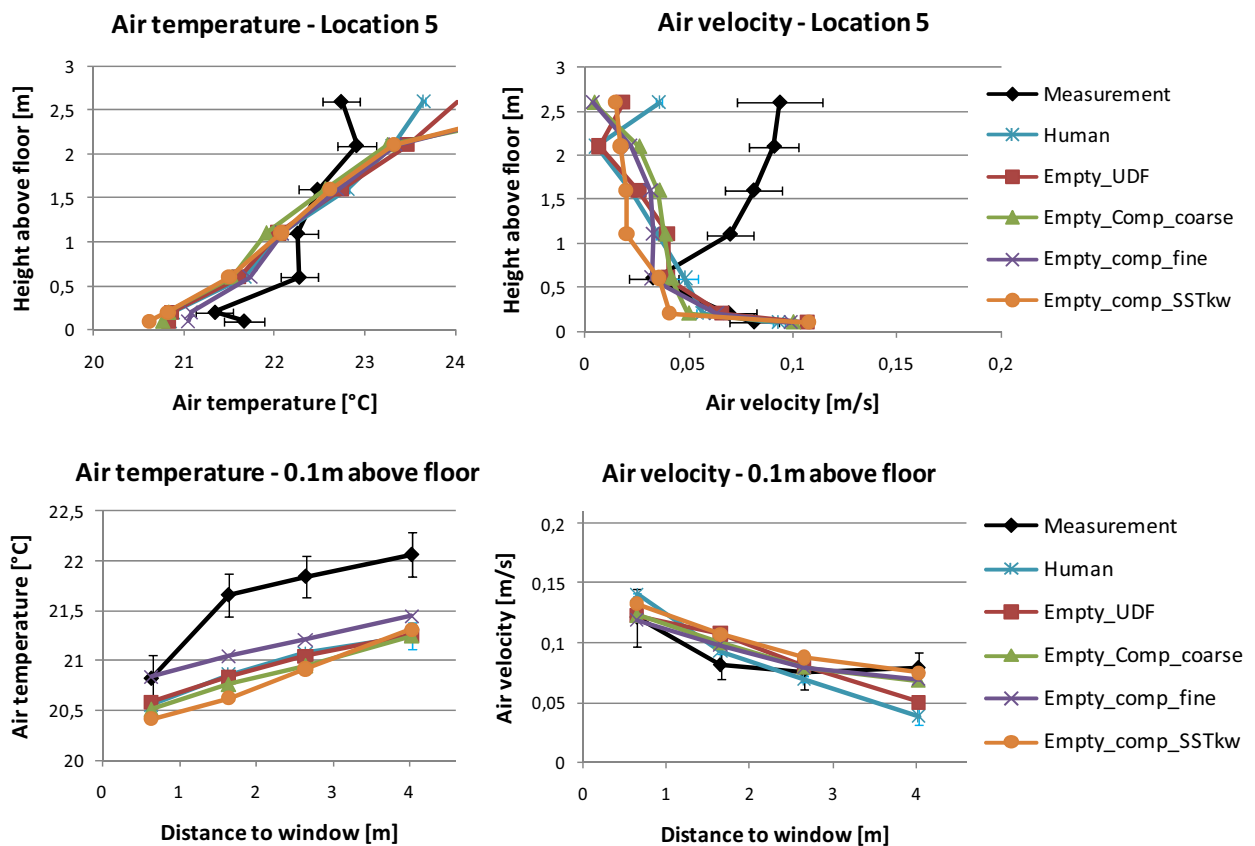 Air temperature - Location 5
Height above floor [m]
3
2,5
2
1,5
1
0,5
0
20 21 22 23 24
Air temperature [°C]
Air velocity - Location 5
Height above floor [m]
3
2,5
2
1,5
1
0,5
0
0 0,05 0,1 0,15 0,2
Air velocity [m/s]
Measurement
Human
Empty_UDF
Empty_Comp_coarse
Empty_comp_fine
Empty_comp_SSTkw
Air temperature - 0.1m above floor
Air temperature [°C]
22,5
22
21,5
21
20,5
20
0 1 2 3 4
Distance to window [m]
Air velocity - 0.1m above floor
Air velocity [m/s]
0,2
0,15
0,1
0,05
0
0 1 2 3 4
Distance to window [m]
Measurement
Human
Empty_UDF
Empty_Comp_coarse
Empty_comp_fine
Empty_comp_SSTkw